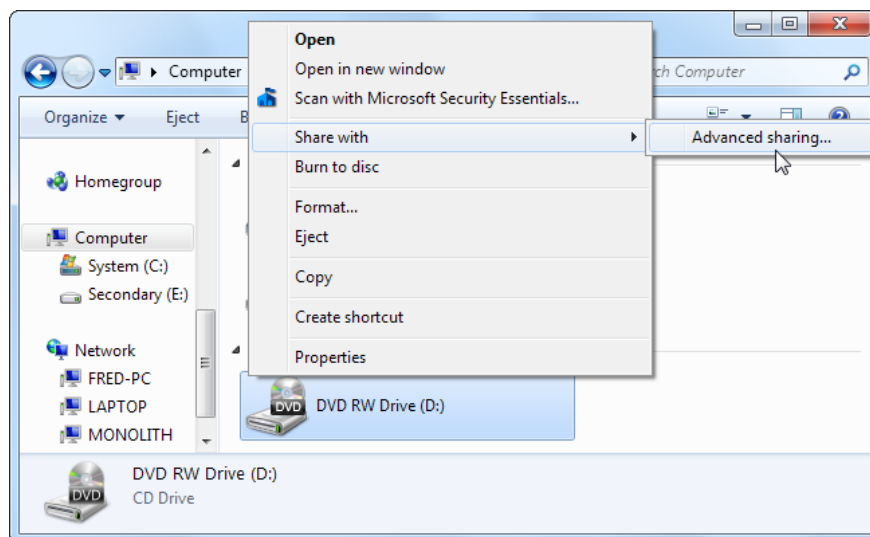 Computer
ch Computer
Organize
Eject
B
Open
Open in new window
Scan with Microsoft Security Essentials...
Share with
Advanced sharing...
Burn to disc
Format...
Eject
Copy
Create shortcut
Properties
Homegroup
Computer
System (C:)
Secondary (E:)
Network
FRED-PC
LAPTOP
MONOLITH
DVD RW Drive (D:)
DVD
DVD RW Drive (D:)
CD Drive
DVD